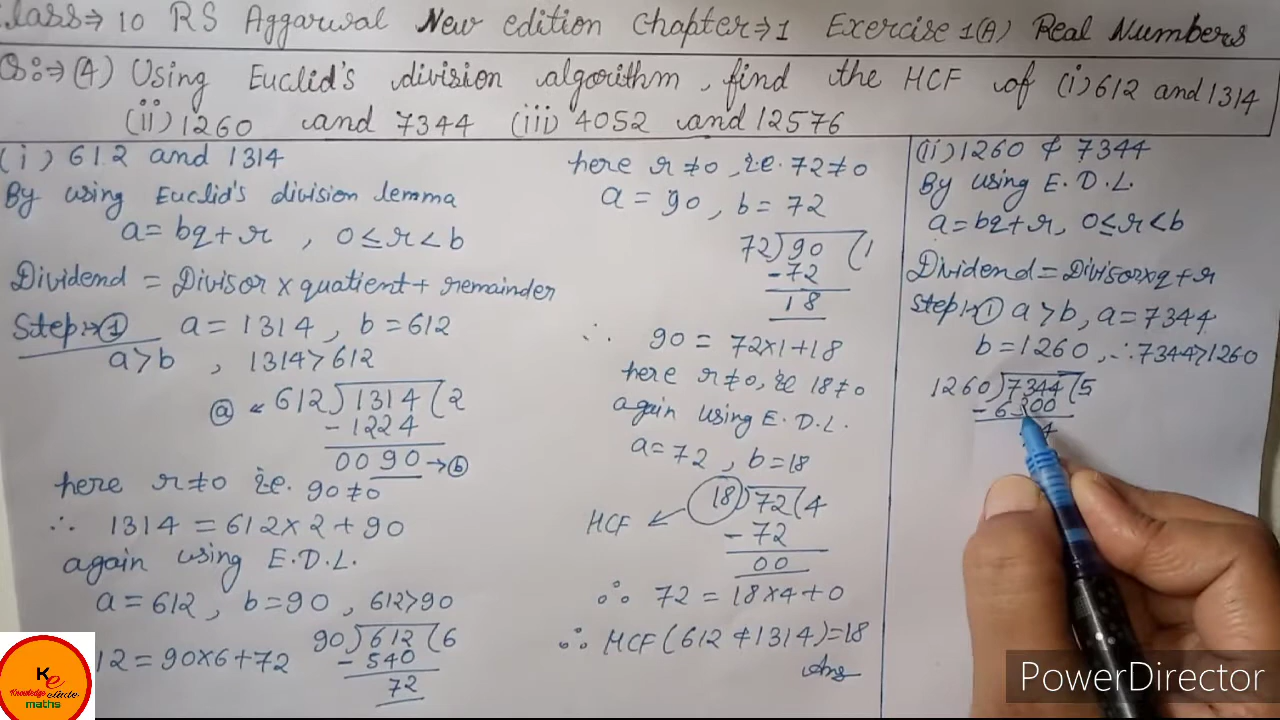 Class⇒ 10 RS Aggarwal New edition Chapter⇒1 Exercise 1(A) Real Numbers
Qs:⇒(4) Using Euclid's division algorithm, find the HCF of (i) 612 and 1314
(ii) 1260 and 7344 (iii) 4052 and 12576
(i) 612 and 1314
By using Euclid's division lemma
a = bq + r , 0 ≤ r < b
Dividend = Divisor × quatient + remainder
Step:→① a = 1314 , b = 612
a > b , 1314 > 612
ⓐ ← 612) 1314 (2
- 1224
0090 → ⓑ
here r ≠ 0 i.e. 90 ≠ 0
∴ 1314 = 612 × 2 + 90
again using E.D.L.
a = 612 , b = 90 , 612 > 90
90) 612 (6
12 = 90×6+72
- 540
72
here r ≠ 0 , i.e. 72 ≠ 0
a = 90 , b = 72
72) 90 (1
- 72
18
∴ 90 = 72×1+18
here r ≠ 0, i.e 18 ≠ 0
again using E.D.L.
a = 72 , b = 18
18) 72 (4
HCF ←
- 72
00
∴ 72 = 18×4+0
∴ HCF (612 & 1314) = 18
Ans
(ii) 1260 & 7344
By using E.D.L.
a = bq + r, 0 ≤ r < b
Dividend = Divisor×q + r
Step:→① a > b, a = 7344
b = 1260 , ∴ 7344 > 1260
1260) 7344 (5
- 6300
4
Ke
Knowledge circle
maths
PowerDirector